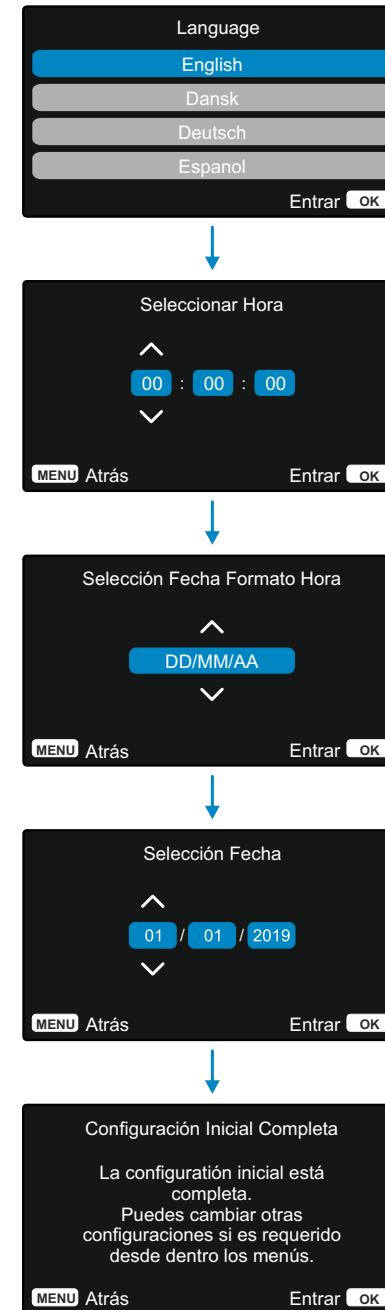 Language
English
Dansk
Deutsch
Espanol
Entrar OK
Seleccionar Hora
00 : 00 : 00
MENU Atrás Entrar OK
Selección Fecha Formato Hora
DD/MM/AA
MENU Atrás Entrar OK
Selección Fecha
01 / 01 / 2019
MENU Atrás Entrar OK
Configuración Inicial Completa
La configuratión inicial está
completa.
Puedes cambiar otras
configuraciones si es requerido
desde dentro los menús.
MENU Atrás Entrar OK